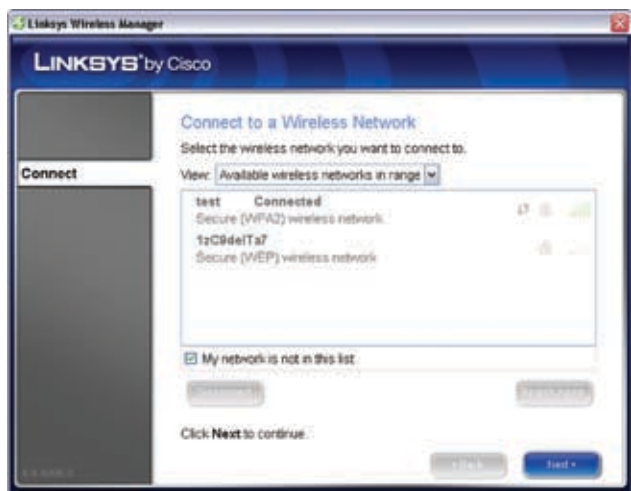 Linksys Wireless Manager
LINKSYS® by Cisco
Connect to a Wireless Network
Select the wireless network you want to connect to.
Connect
View: Available wireless networks in range
test Connected
Secure (WPA2) wireless network
Secure (WEP) wireless network
My network is not in this list
Click Next to continue.
Next